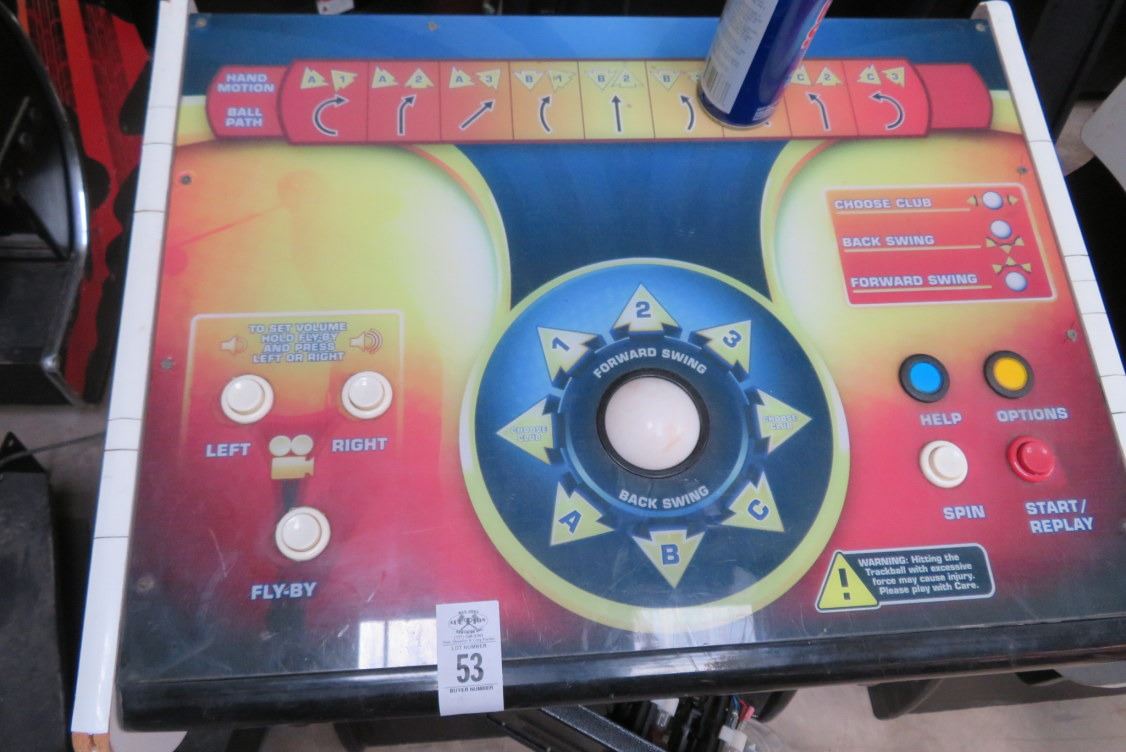 HAND MOTION
A 1 A 2 A 3 B 1 B 2 B C 2 C 3
BALL PATH
CHOOSE CLUB
BACK SWING
FORWARD SWING
TO SET VOLUME
HOLD FLY-BY
AND PRESS
LEFT OR RIGHT
LEFT
RIGHT
FLY-BY
1
2
3
FORWARD SWING
CHOOSE CLUB
CHOOSE CLUB
BACK SWING
A
B
C
HELP
OPTIONS
SPIN
START/
REPLAY
WARNING: Hitting the
Trackball with excessive
force may cause injury.
Please play with Care.
AUCTION
LOT NUMBER
53
BUYER NUMBER